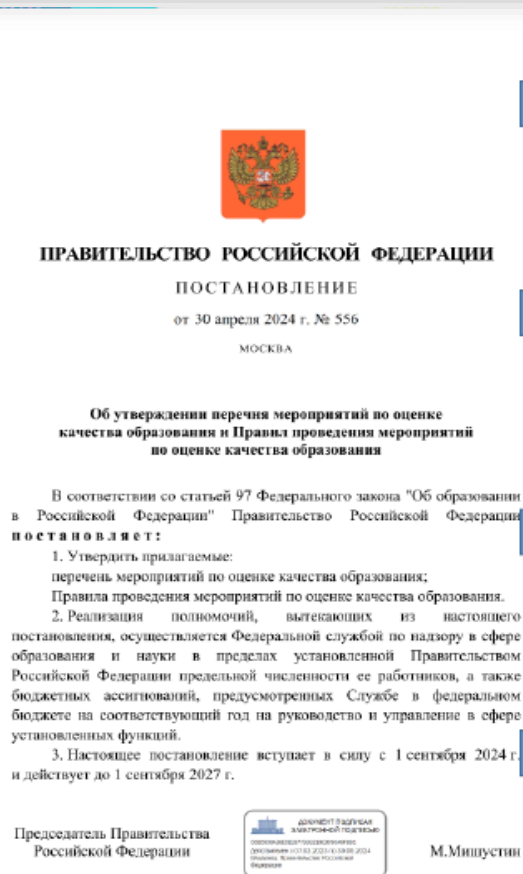 ПРАВИТЕЛЬСТВО РОССИЙСКОЙ ФЕДЕРАЦИИ
ПОСТАНОВЛЕНИЕ
от 30 апреля 2024 г. № 556
МОСКВА
Об утверждении перечня мероприятий по оценке
качества образования и Правил проведения мероприятий
по оценке качества образования
В соответствии со статьей 97 Федерального закона "Об образовании
в Российской Федерации" Правительство Российской Федерации
постановляет:
1. Утвердить прилагаемые:
перечень мероприятий по оценке качества образования;
Правила проведения мероприятий по оценке качества образования.
2. Реализация полномочий, вытекающих из настоящего
постановления, осуществляется Федеральной службой по надзору в сфере
образования и науки в пределах установленной Правительством
Российской Федерации предельной численности ее работников, а также
бюджетных ассигнований, предусмотренных Службе в федеральном
бюджете на соответствующий год на руководство и управление в сфере
установленных функций.
3. Настоящее постановление вступает в силу с 1 сентября 2024 г.
и действует до 1 сентября 2027 г.
ДОКУМЕНТ ПОДПИСАН
ЭЛЕКТРОННОЙ ПОДПИСЬЮ
Председатель Правительства
Российской Федерации
М.Мишустин